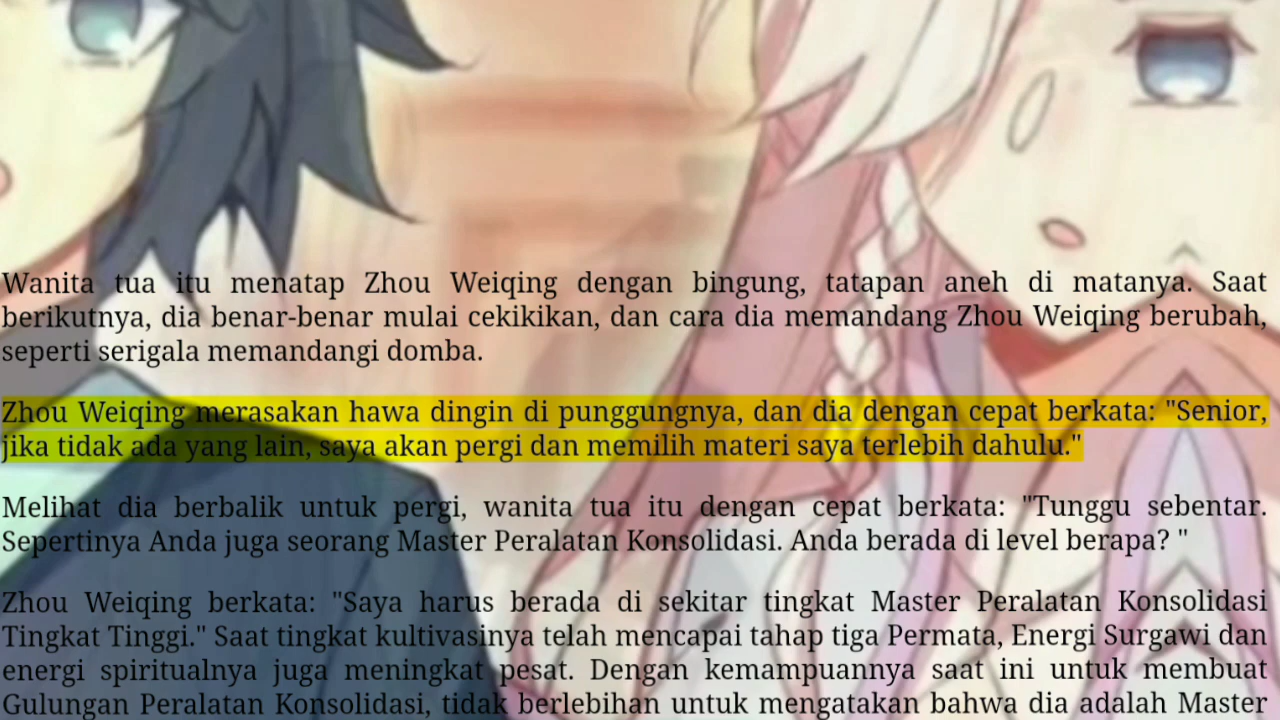 Wanita tua itu menatap Zhou Weiqing dengan bingung, tatapan aneh di matanya. Saat
berikutnya, dia benar-benar mulai cekikikan, dan cara dia memandang Zhou Weiqing berubah,
seperti serigala memandangi domba.
Zhou Weiqing merasakan hawa dingin di punggungnya, dan dia dengan cepat berkata: "Senior,
jika tidak ada yang lain, saya akan pergi dan memilih materi saya terlebih dahulu."
Melihat dia berbalik untuk pergi, wanita tua itu dengan cepat berkata: "Tunggu sebentar.
Sepertinya Anda juga seorang Master Peralatan Konsolidasi. Anda berada di level berapa? "
Zhou Weiqing berkata: "Saya harus berada di sekitar tingkat Master Peralatan Konsolidasi
Tingkat Tinggi." Saat tingkat kultivasinya telah mencapai tahap tiga Permata, Energi Surgawi dan
energi spiritualnya juga meningkat pesat. Dengan kemampuannya saat ini untuk membuat
Gulungan Peralatan Konsolidasi, tidak berlebihan untuk mengatakan bahwa dia adalah Master